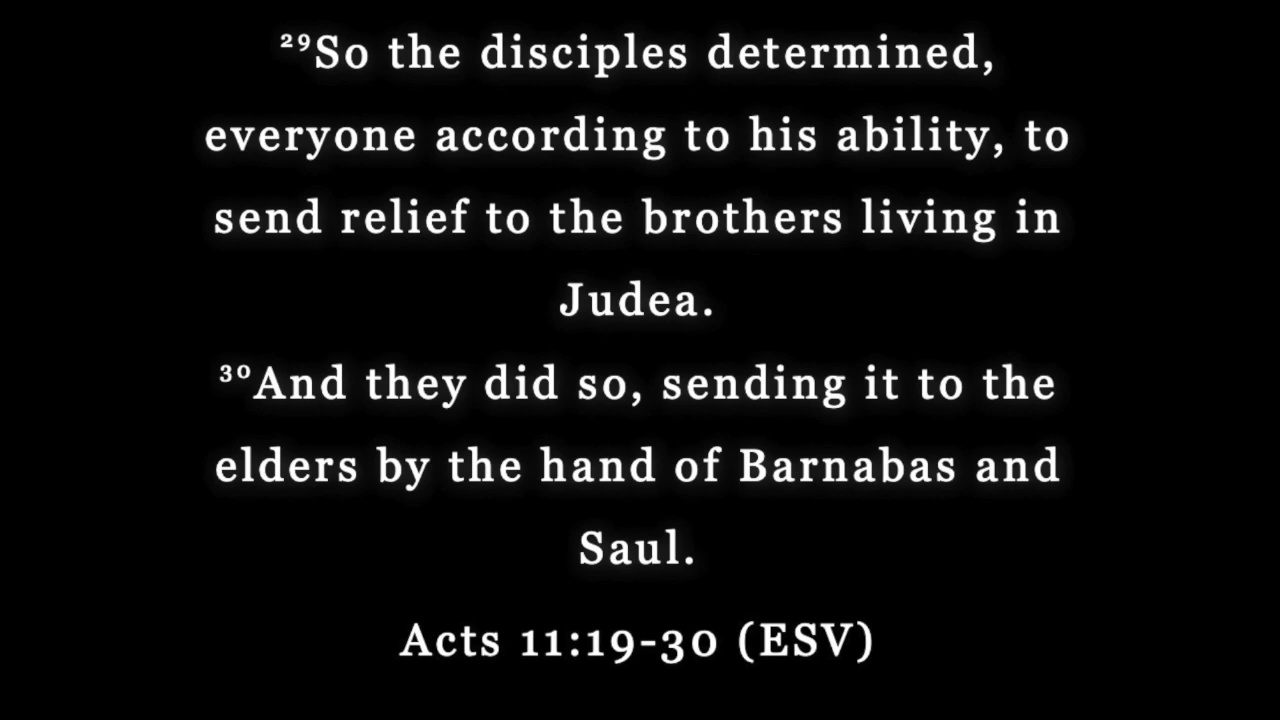 ²⁹So the disciples determined,
everyone according to his ability, to
send relief to the brothers living in
Judea.
³⁰And they did so, sending it to the
elders by the hand of Barnabas and
Saul.
Acts 11:19-30 (ESV)